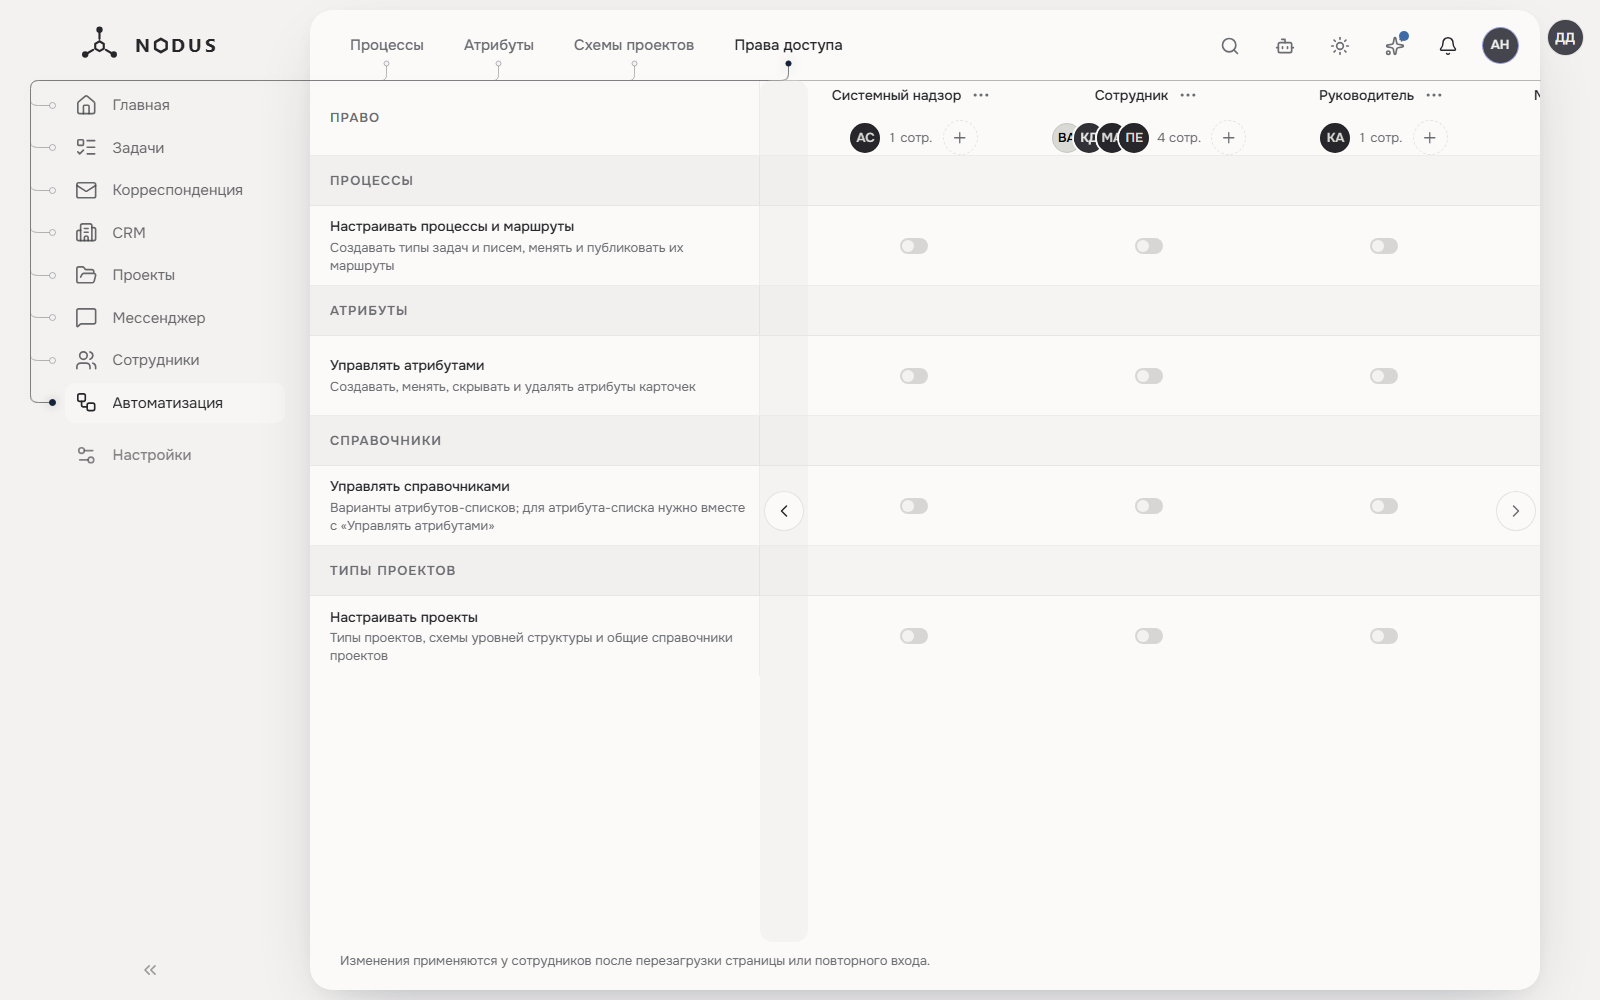 NODUS
Процессы
Атрибуты
Схемы проектов
Права доступа
АН
ДД
Главная
Задачи
Корреспонденция
CRM
Проекты
Мессенджер
Сотрудники
Автоматизация
Настройки
ПРАВО
Системный надзор
Сотрудник
Руководитель
АС
1 сотр.
ПЕ
4 сотр.
КА
1 сотр.
ПРОЦЕССЫ
Настраивать процессы и маршруты
Создавать типы задач и писем, менять и публиковать их
маршруты
АТРИБУТЫ
Управлять атрибутами
Создавать, менять, скрывать и удалять атрибуты карточек
СПРАВОЧНИКИ
Управлять справочниками
Варианты атрибутов-списков; для атрибута-списка нужно вместе
с «Управлять атрибутами»
ТИПЫ ПРОЕКТОВ
Настраивать проекты
Типы проектов, схемы уровней структуры и общие справочники
проектов
Изменения применяются у сотрудников после перезагрузки страницы или повторного входа.